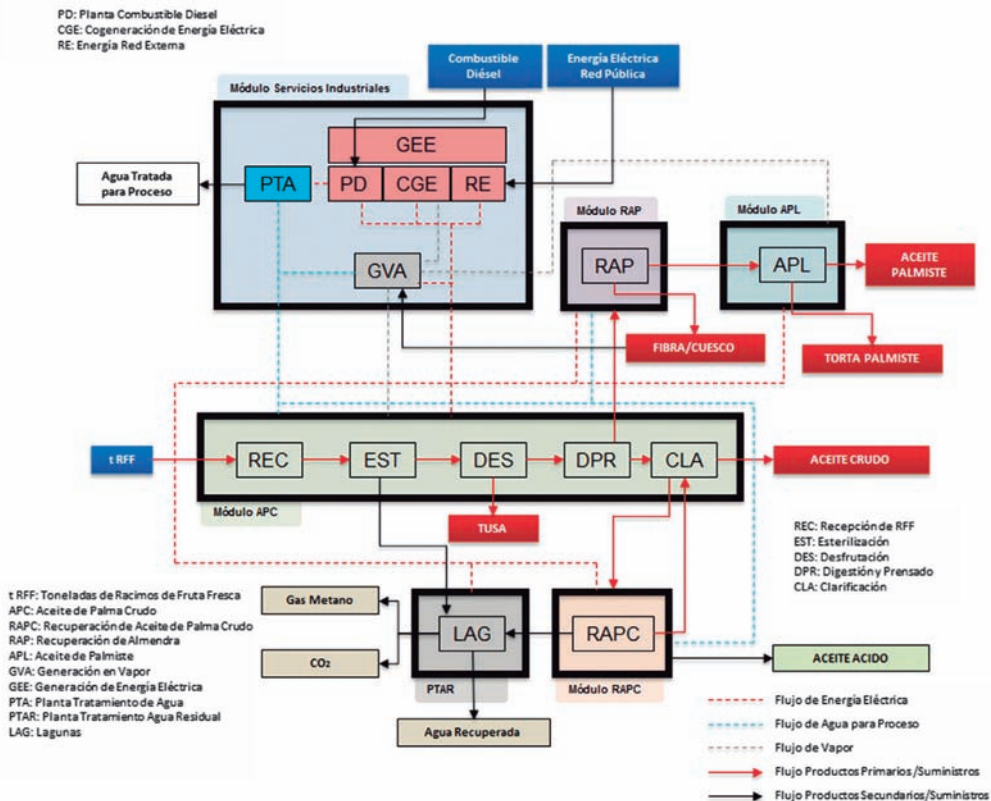 PD: Planta Combustible Diesel
CGE: Cogeneración de Energía Eléctrica
RE: Energía Red Externa
Combustible
Diésel
Energía Eléctrica
Red Pública
Módulo Servicios Industriales
GEE
Agua Tratada
para Proceso
PTA
PD
CGE
RE
GVA
Módulo RAP
RAP
Módulo APL
APL
ACEITE
PALMISTE
FIBRA/CUESCO
TORTA PALMISTE
t RFF
REC
EST
DES
DPR
CLA
ACEITE CRUDO
Módulo APC
TUSA
REC: Recepción de RFF
EST: Esterilización
DES: Desfrutación
DPR: Digestión y Prensado
CLA: Clarificación
t RFF: Toneladas de Racimos de Fruta Fresca
APC: Aceite de Palma Crudo
RAPC: Recuperación de Aceite de Palma Crudo
RAP: Recuperación de Almendra
APL: Aceite de Palmiste
GVA: Generación en Vapor
GEE: Generación de Energía Eléctrica
PTA: Planta Tratamiento de Agua
PTAR: Planta Tratamiento Agua Residual
LAG: Lagunas
Gas Metano
CO2
LAG
PTAR
Agua Recuperada
RAPC
Módulo RAPC
ACEITE ACIDO
Flujo de Energía Eléctrica
Flujo de Agua para Proceso
Flujo de Vapor
Flujo Productos Primarios /Suministros
Flujo Productos Secundarios/Suministros